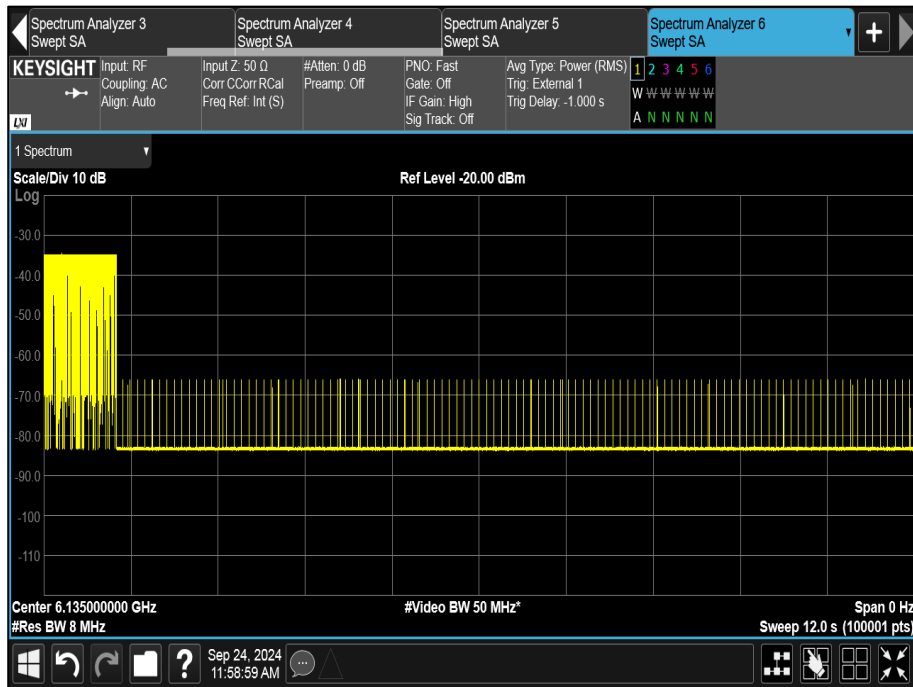 Spectrum Analyzer 3
Swept SA
Spectrum Analyzer 4
Swept SA
Spectrum Analyzer 5
Swept SA
Spectrum Analyzer 6
Swept SA
▼
+
KEYSIGHT
LXI
Input: RF
Coupling: AC
Align: Auto
Input Z: 50 Ω
Corr CCorr RCal
Freq Ref: Int (S)
#Atten: 0 dB
Preamp: Off
PNO: Fast
Gate: Off
IF Gain: High
Sig Track: Off
Avg Type: Power (RMS)
Trig: External 1
Trig Delay: -1.000 s
1 2 3 4 5 6
W W W W W W
A N N N N N
1 Spectrum ▼
Scale/Div 10 dB
Ref Level -20.00 dBm
Log
-30.0
-40.0
-50.0
-60.0
-70.0
-80.0
-90.0
-100
-110
Center 6.135000000 GHz
#Video BW 50 MHz*
Span 0 Hz
#Res BW 8 MHz
Sweep 12.0 s (100001 pts)
?
Sep 24, 2024
11:58:59 AM